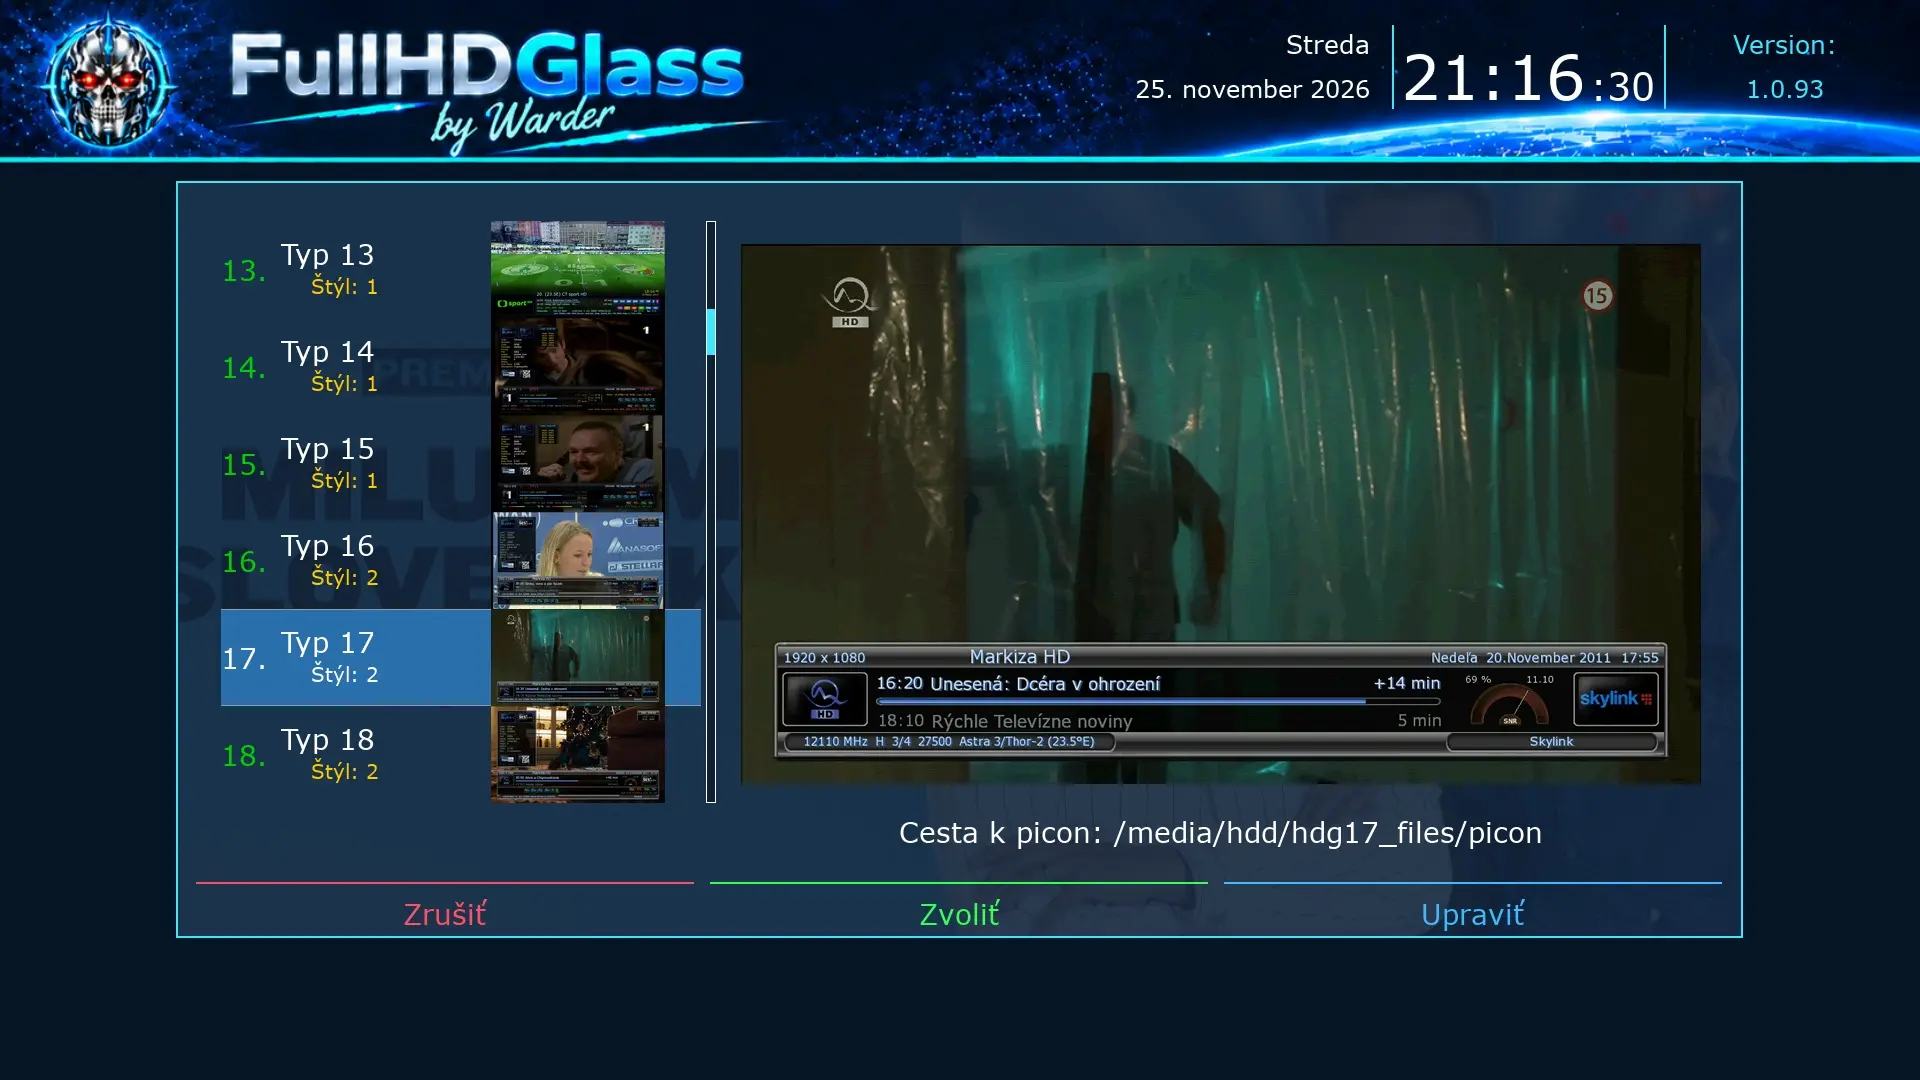 FullHDGlass
by Warder
Streda
25. november 2026
21:16:30
Version:
1.0.93
13. Typ 13
Štýl: 1
14. Typ 14
Štýl: 1
15. Typ 15
Štýl: 1
16. Typ 16
Štýl: 2
17. Typ 17
Štýl: 2
18. Typ 18
Štýl: 2
HD
15
1920 x 1080 Markiza HD Nedeľa 20.November 2011 17:55
HD
16:20 Unesená: Dcéra v ohrození +14 min
18:10 Rýchle Televízne noviny 5 min
69 % 11.10
SNR
skylink
12110 MHz H 3/4 27500 Astra 3/Thor-2 (23.5°E)
Skylink
Cesta k picon: /media/hdd/hdg17_files/picon
Zrušiť
Zvoliť
Upraviť